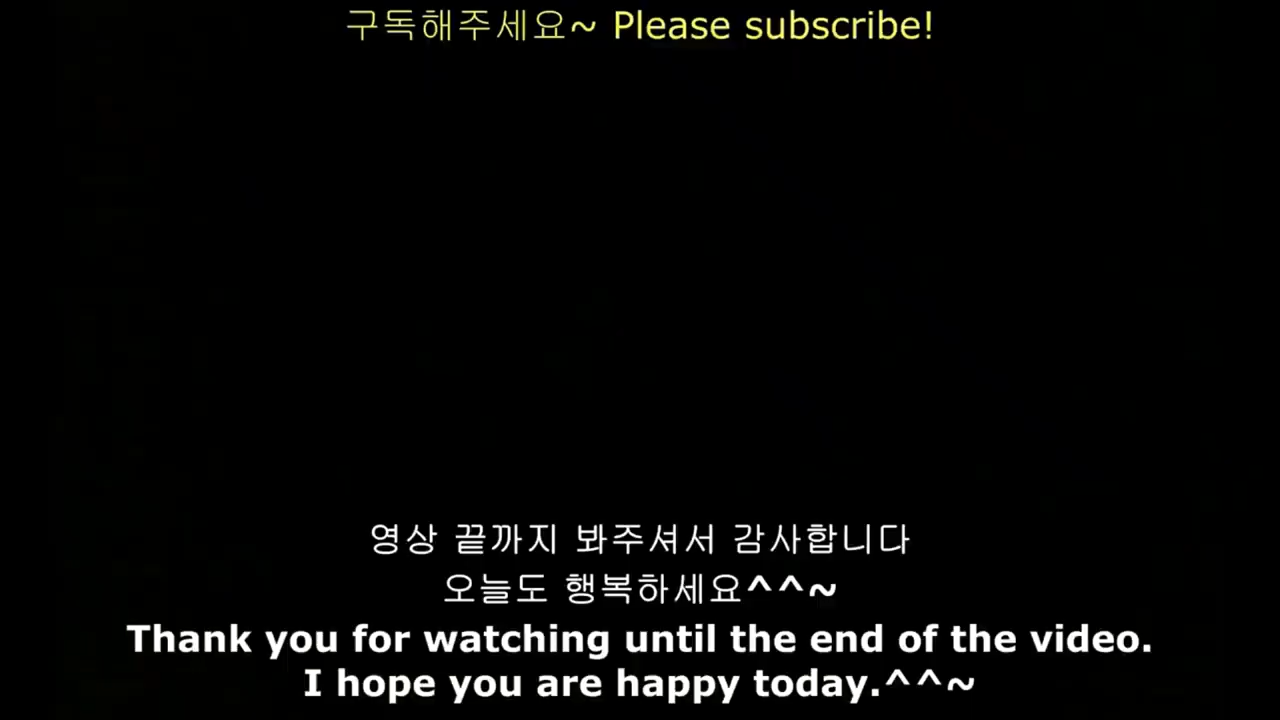 구독해주세요~ Please subscribe!
영상 끝까지 봐주셔서 감사합니다
오늘도 행복하세요^^~
Thank you for watching until the end of the video.
I hope you are happy today.^^~